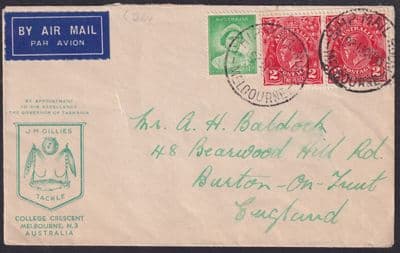 BY AIR MAIL
PAR AVION
2 2
MELBOURNE
BY APPOINTMENT
TO HIS EXCELLENCY
THE GOVERNOR OF TASMANIA
J.M. GILLIES
TACKLE
COLLEGE CRESCENT
MELBOURNE, N.3
AUSTRALIA
Mr. A. H. Baldock
48 Bearwood Hill Rd.
Burton-On-Trent
England